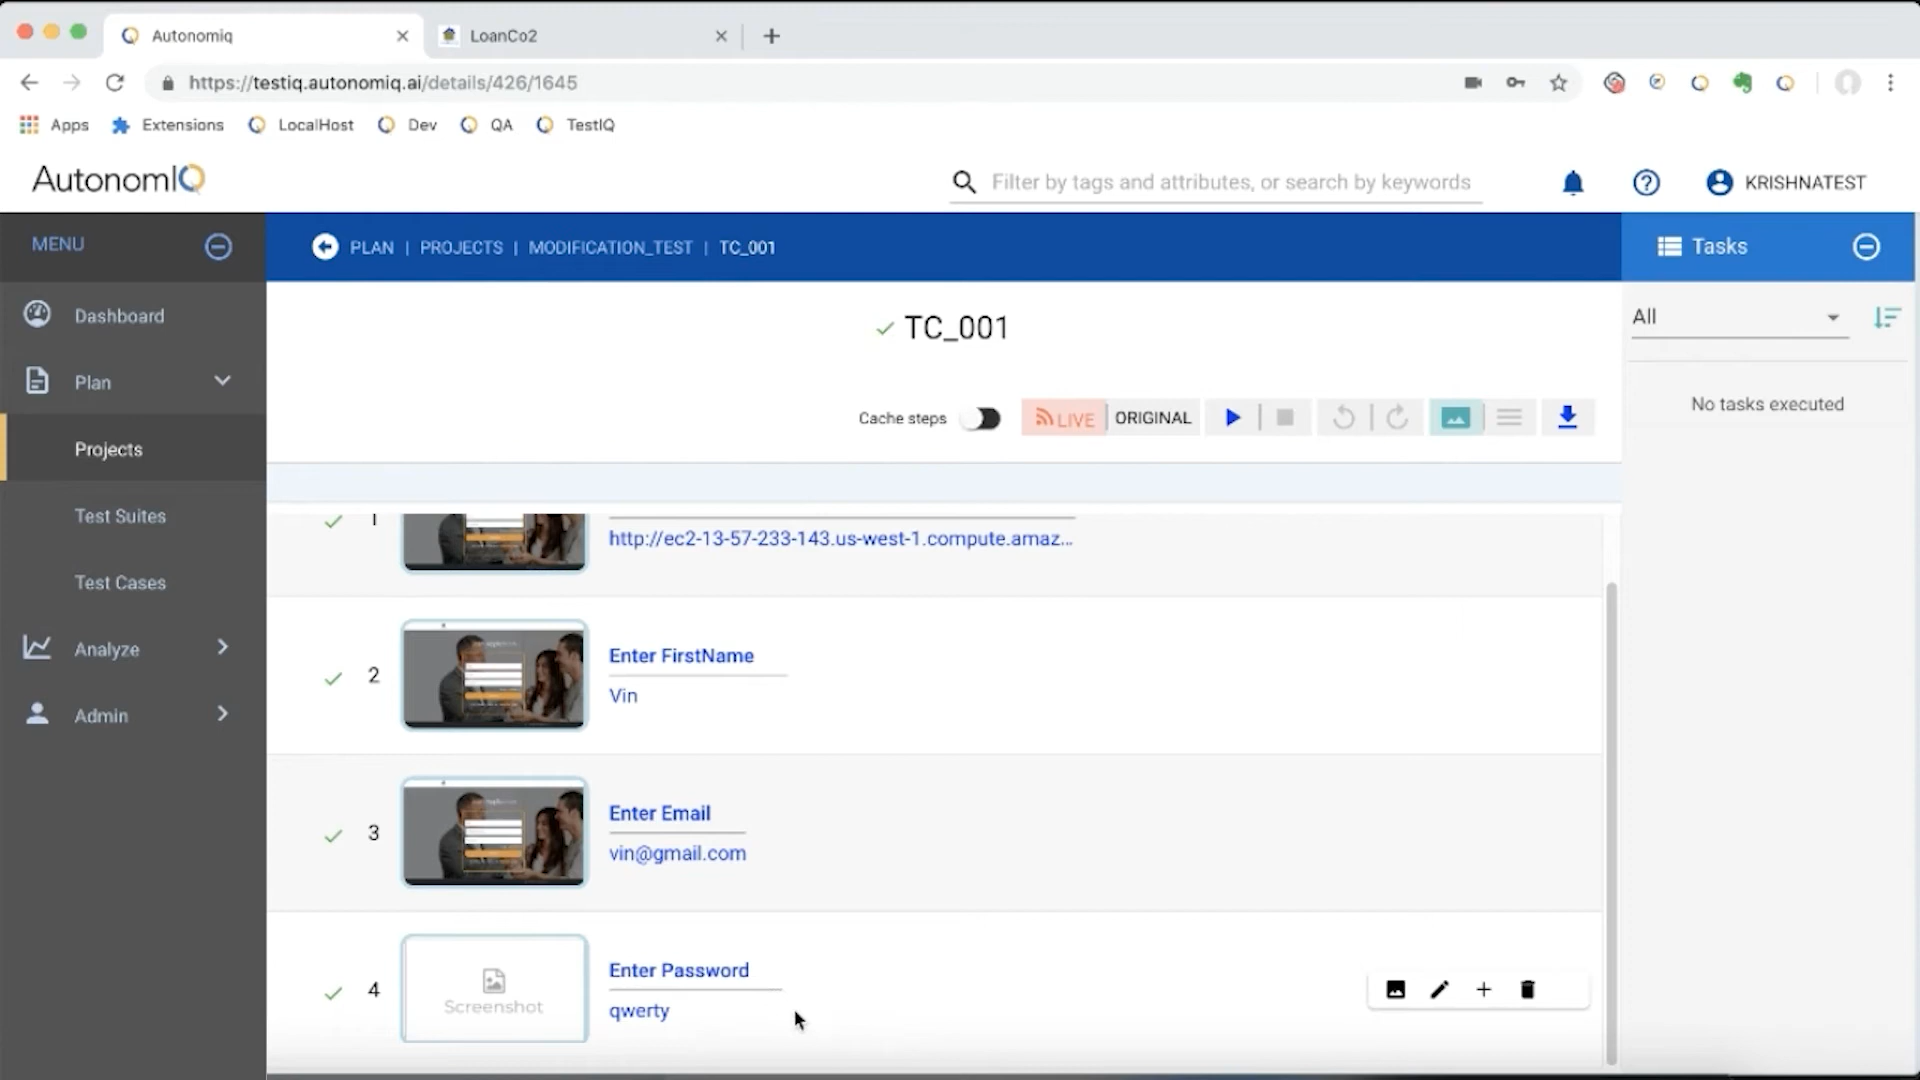 Autonomiq
LoanCo2
https://testiq.autonomiq.ai/details/426/1645
Apps
Extensions
LocalHost
Dev
QA
TestIQ
AutonomIQ
Filter by tags and attributes, or search by keywords
KRISHNATEST
MENU
PLAN | PROJECTS | MODIFICATION_TEST | TC_001
Tasks
Dashboard
Plan
Projects
Test Suites
Test Cases
Analyze
Admin
TC_001
All
No tasks executed
Cache steps
LIVE
ORIGINAL
1
http://ec2-13-57-233-143.us-west-1.compute.amaz...
2
Enter FirstName
Vin
3
Enter Email
vin@gmail.com
4
Screenshot
Enter Password
qwerty